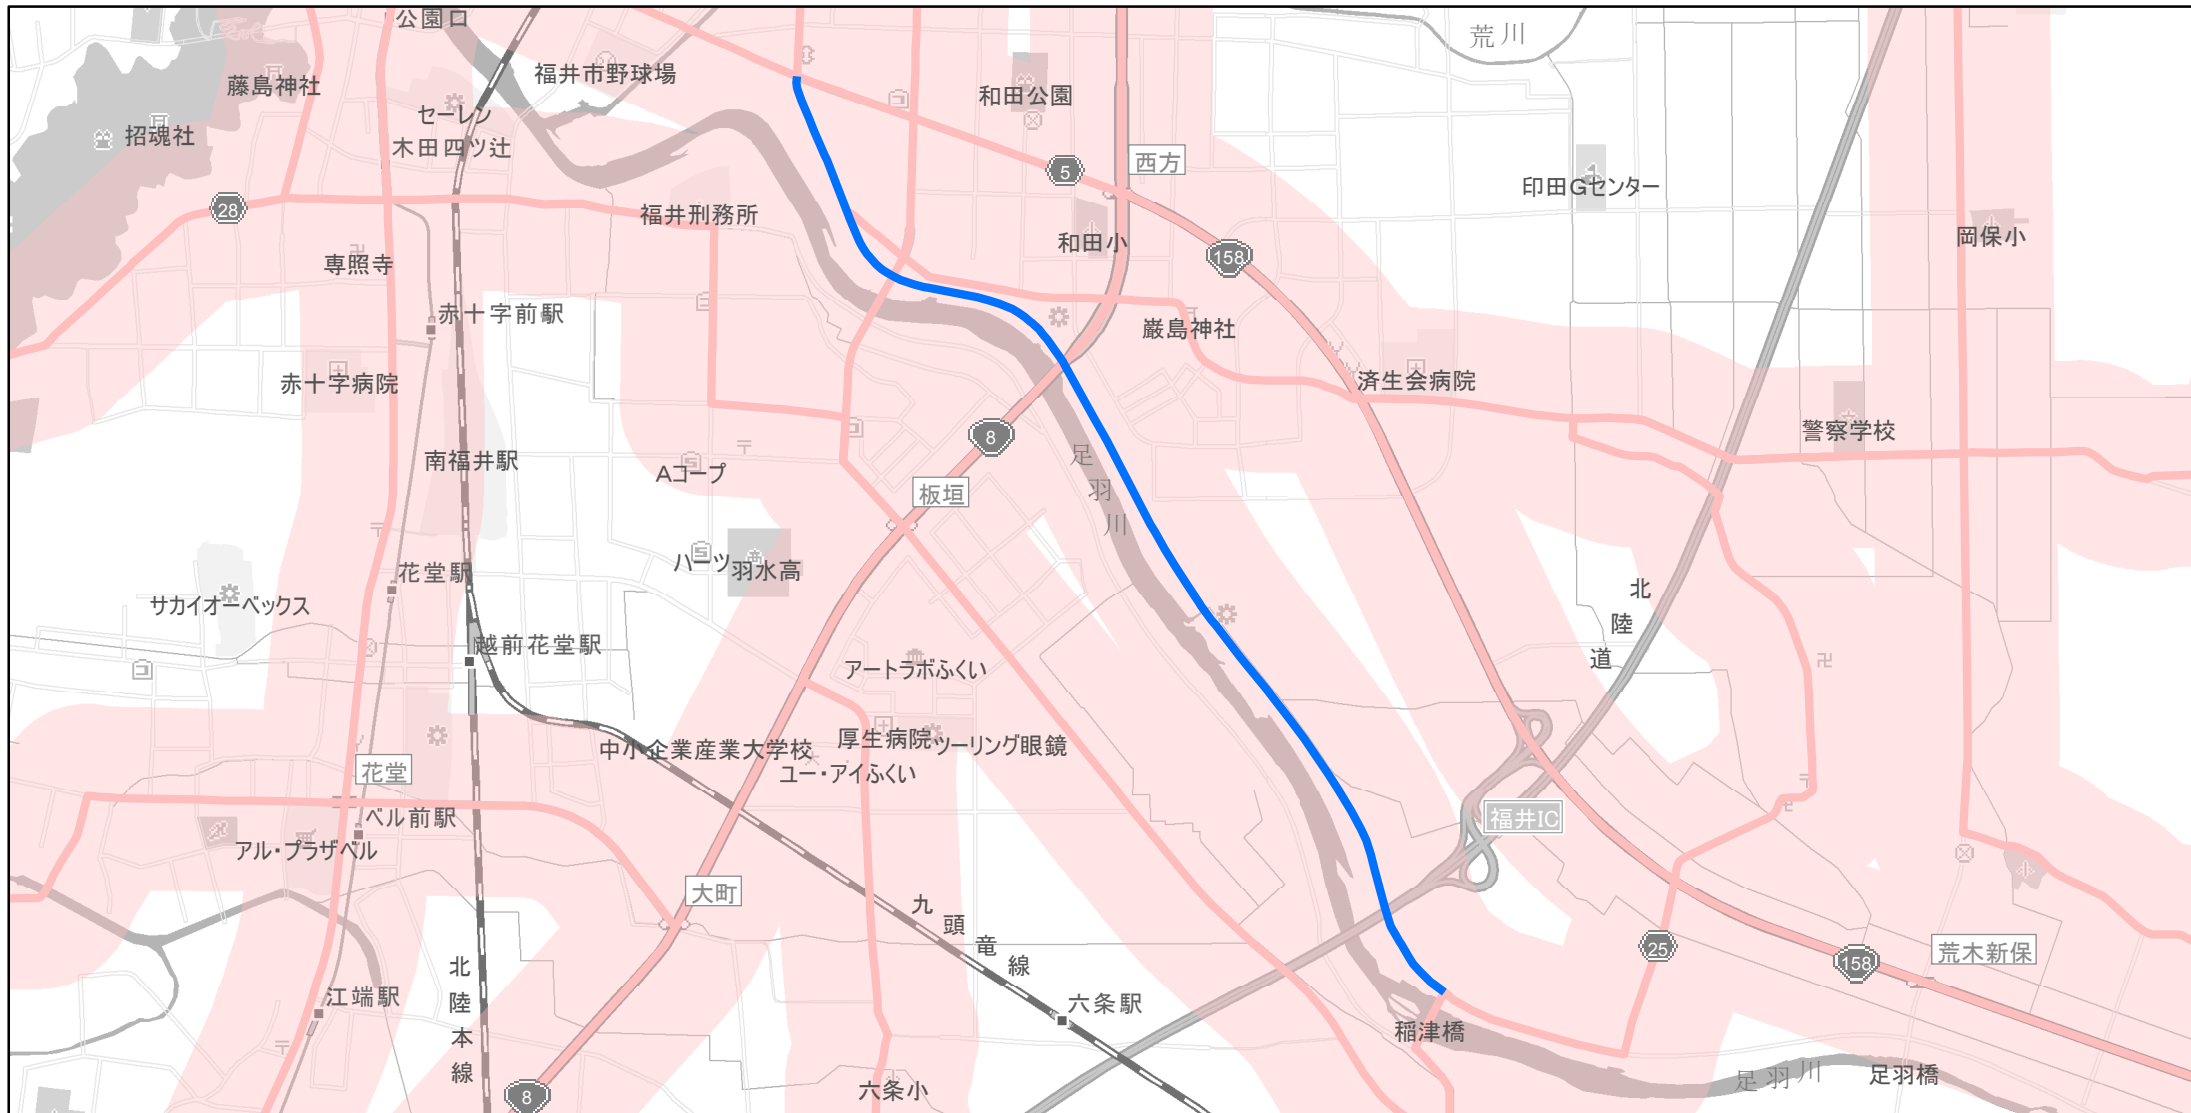 公園口
荒川
福井市野球場
藤島神社
和田公園
セーレン
招魂社
木田四ツ辻
西方
5
印田Gセンター
28
福井刑務所
和田小
158
岡保小
専照寺
赤十字前駅
厳島神社
赤十字病院
済生会病院
8
警察学校
南福井駅
Aコープ
板垣
足羽川
ハーツ
羽水高
花堂駅
サカイオーベックス
北陸道
越前花堂駅
アートラボふくい
中小企業産業大学校
厚生病院
ツーリング眼鏡
ユー・アイふくい
花堂
福井IC
ベル前駅
アル・プラザベル
大町
九頭竜線
25
158
荒木新保
北陸本線
江端駅
六条駅
稲津橋
足羽川
足羽橋
六条小
8